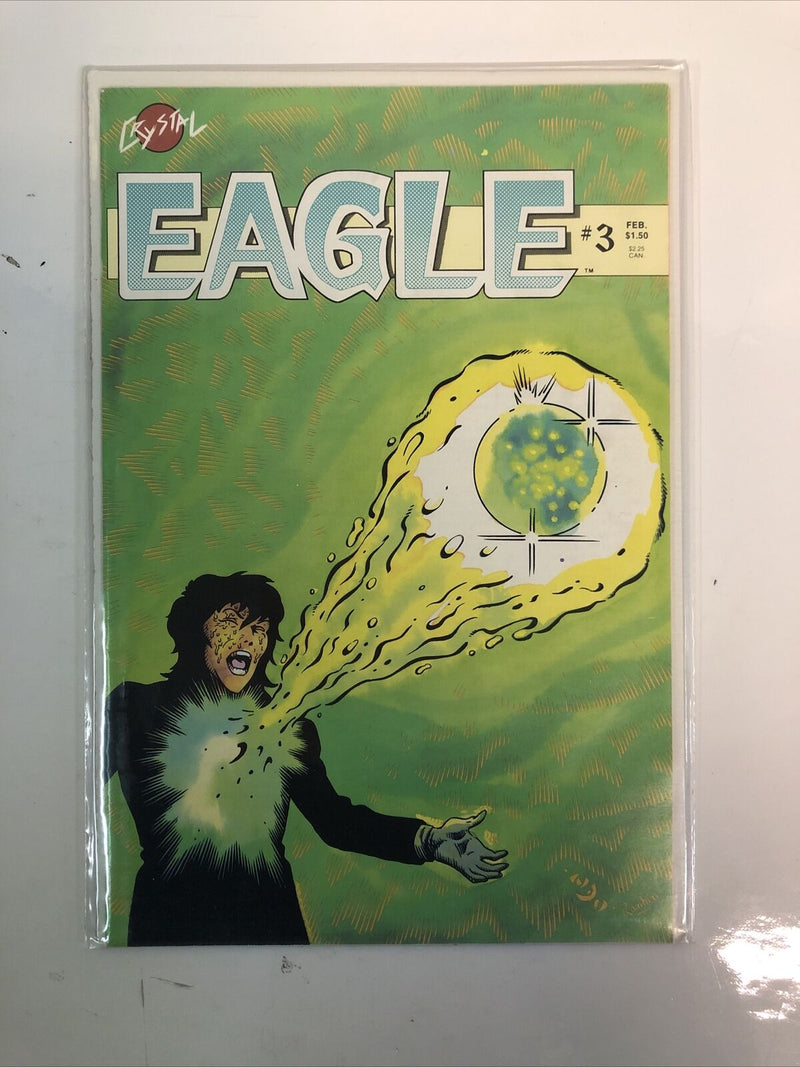 CRYSTAL
EAGLE
#3
FEB.
$1.50
$2.25
CAN.
TM